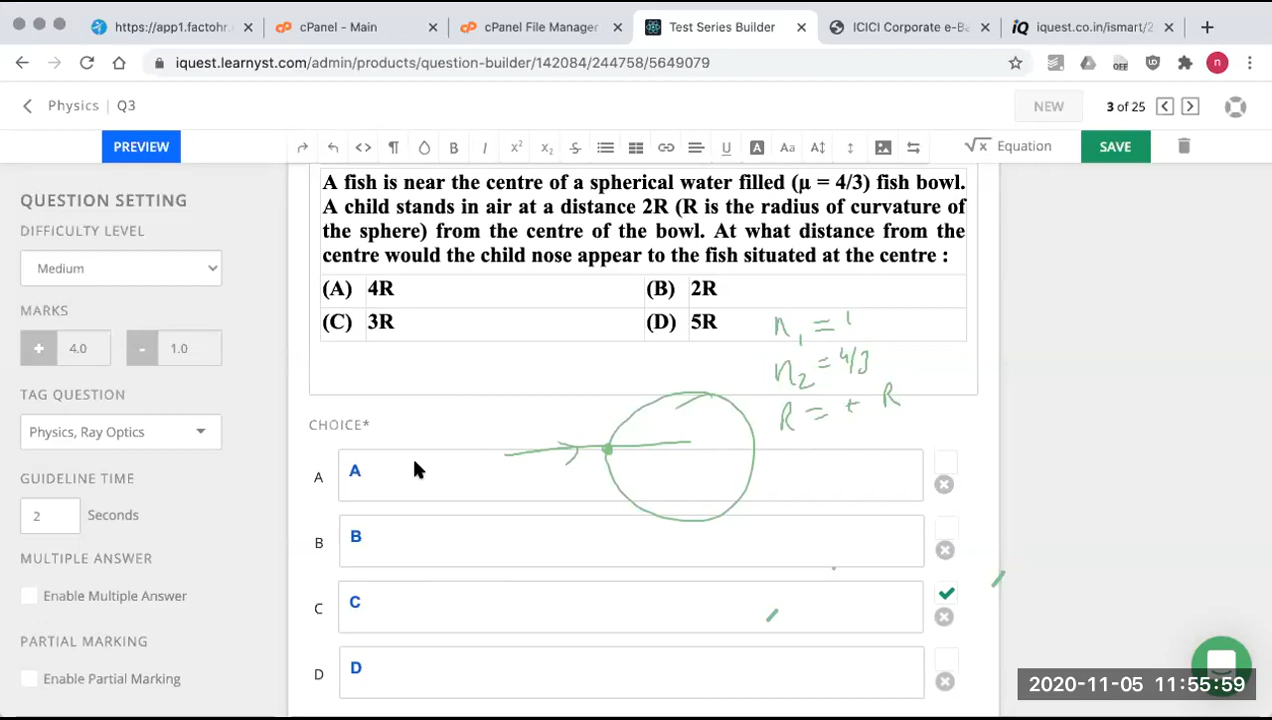 https://app1.factohr.
cPanel - Main
cPanel File Manager
Test Series Builder
ICICI Corporate e-Ba
iQ iquest.co.in/ismart/2
iquest.learnyst.com/admin/products/question-builder/142084/244758/5649079
OFF
n
Physics | Q3
NEW
3 of 25
PREVIEW
Equation
SAVE
QUESTION SETTING
DIFFICULTY LEVEL
Medium
MARKS
+ 4.0 - 1.0
TAG QUESTION
Physics, Ray Optics
GUIDELINE TIME
2 Seconds
MULTIPLE ANSWER
Enable Multiple Answer
PARTIAL MARKING
Enable Partial Marking
A fish is near the centre of a spherical water filled (μ = 4/3) fish bowl.
A child stands in air at a distance 2R (R is the radius of curvature of
the sphere) from the centre of the bowl. At what distance from the
centre would the child nose appear to the fish situated at the centre :
(A) 4R (B) 2R
(C) 3R (D) 5R
n₁ = 1
n₂ = 4/3
R = + R
CHOICE*
A A
B B
C C
D D
2020-11-05 11:55:59